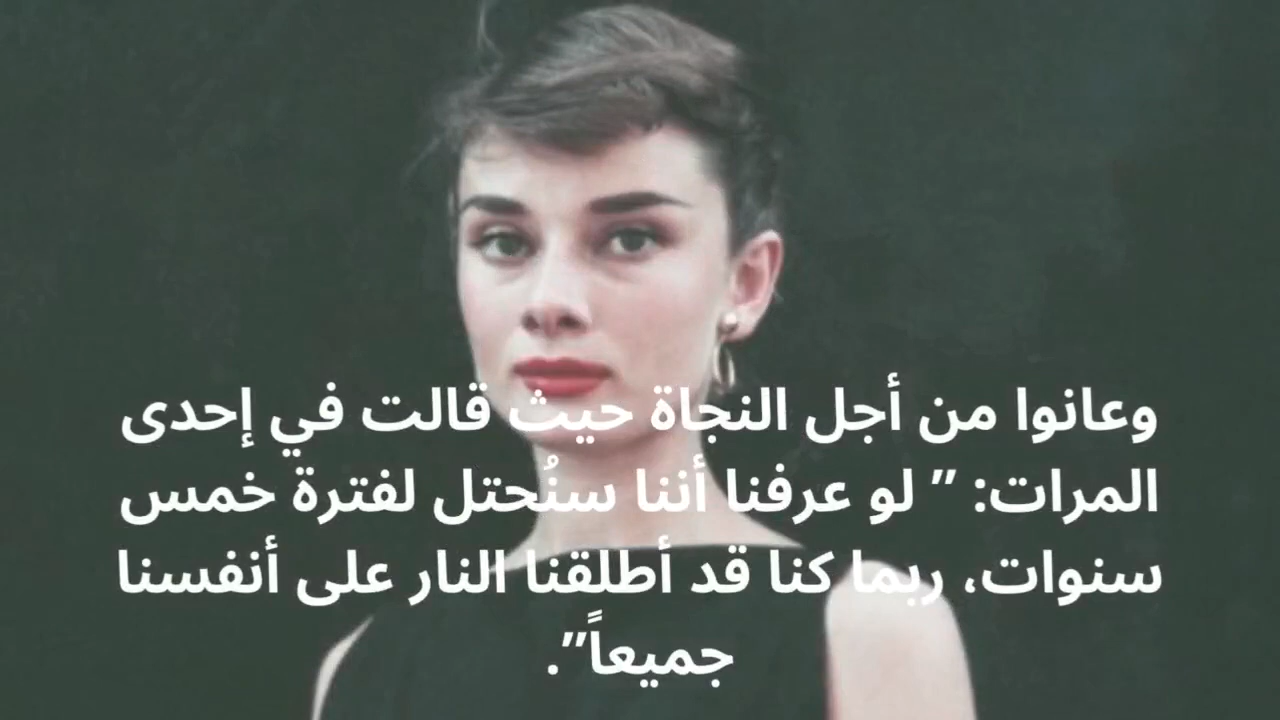 وعانوا من أجل النجاة حيث قالت في إحدى
المرات: ” لو عرفنا أننا سنُحتل لفترة خمس
سنوات، ربما كنا قد أطلقنا النار على أنفسنا
جميعاً”.